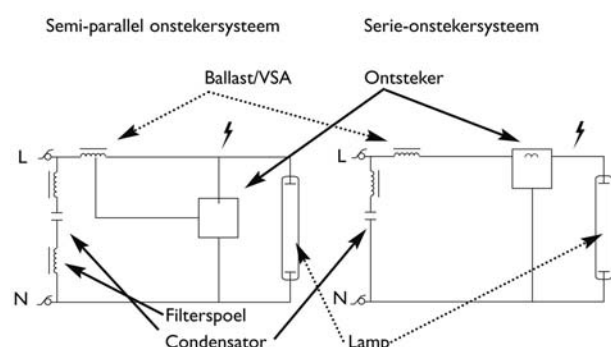 Semi-parallel onstekersysteem
Serie-onstekersysteem
Ballast/VSA
Ontsteker
L
L
N
N
Filterspoel
Condensator
Lamp